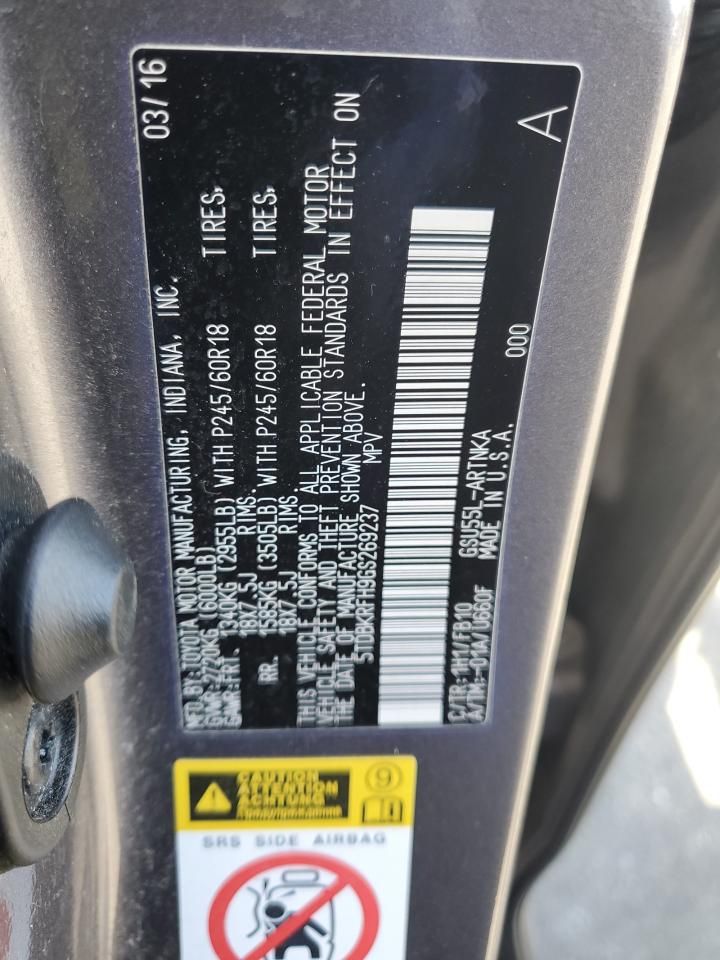 MFD.BY:TOYOTA MOTOR MANUFACTURING, INDIANA, INC. 03/16
GVWR:2720KG(6000LB)
GAWR:FRT. 1340KG (2955LB) WITH P245/60R18 TIRES,
18X7.5J RIMS.
RR. 1585KG (3505LB) WITH P245/60R18 TIRES,
18X7.5J RIMS.
THIS VEHICLE CONFORMS TO ALL APPLICABLE FEDERAL MOTOR
VEHICLE SAFETY AND THEFT PREVENTION STANDARDS IN EFFECT ON
THE DATE OF MANUFACTURE SHOWN ABOVE.
5TDBKRFH9GS269237 MPV
C/TR:1H1/FB10 GSU55L-ARTNKA 000
A/TM:-01A/U660F MADE IN U.S.A.
A
CAUTION
ATTENTION
ACHTUNG
9
SRS SIDE AIRBAG